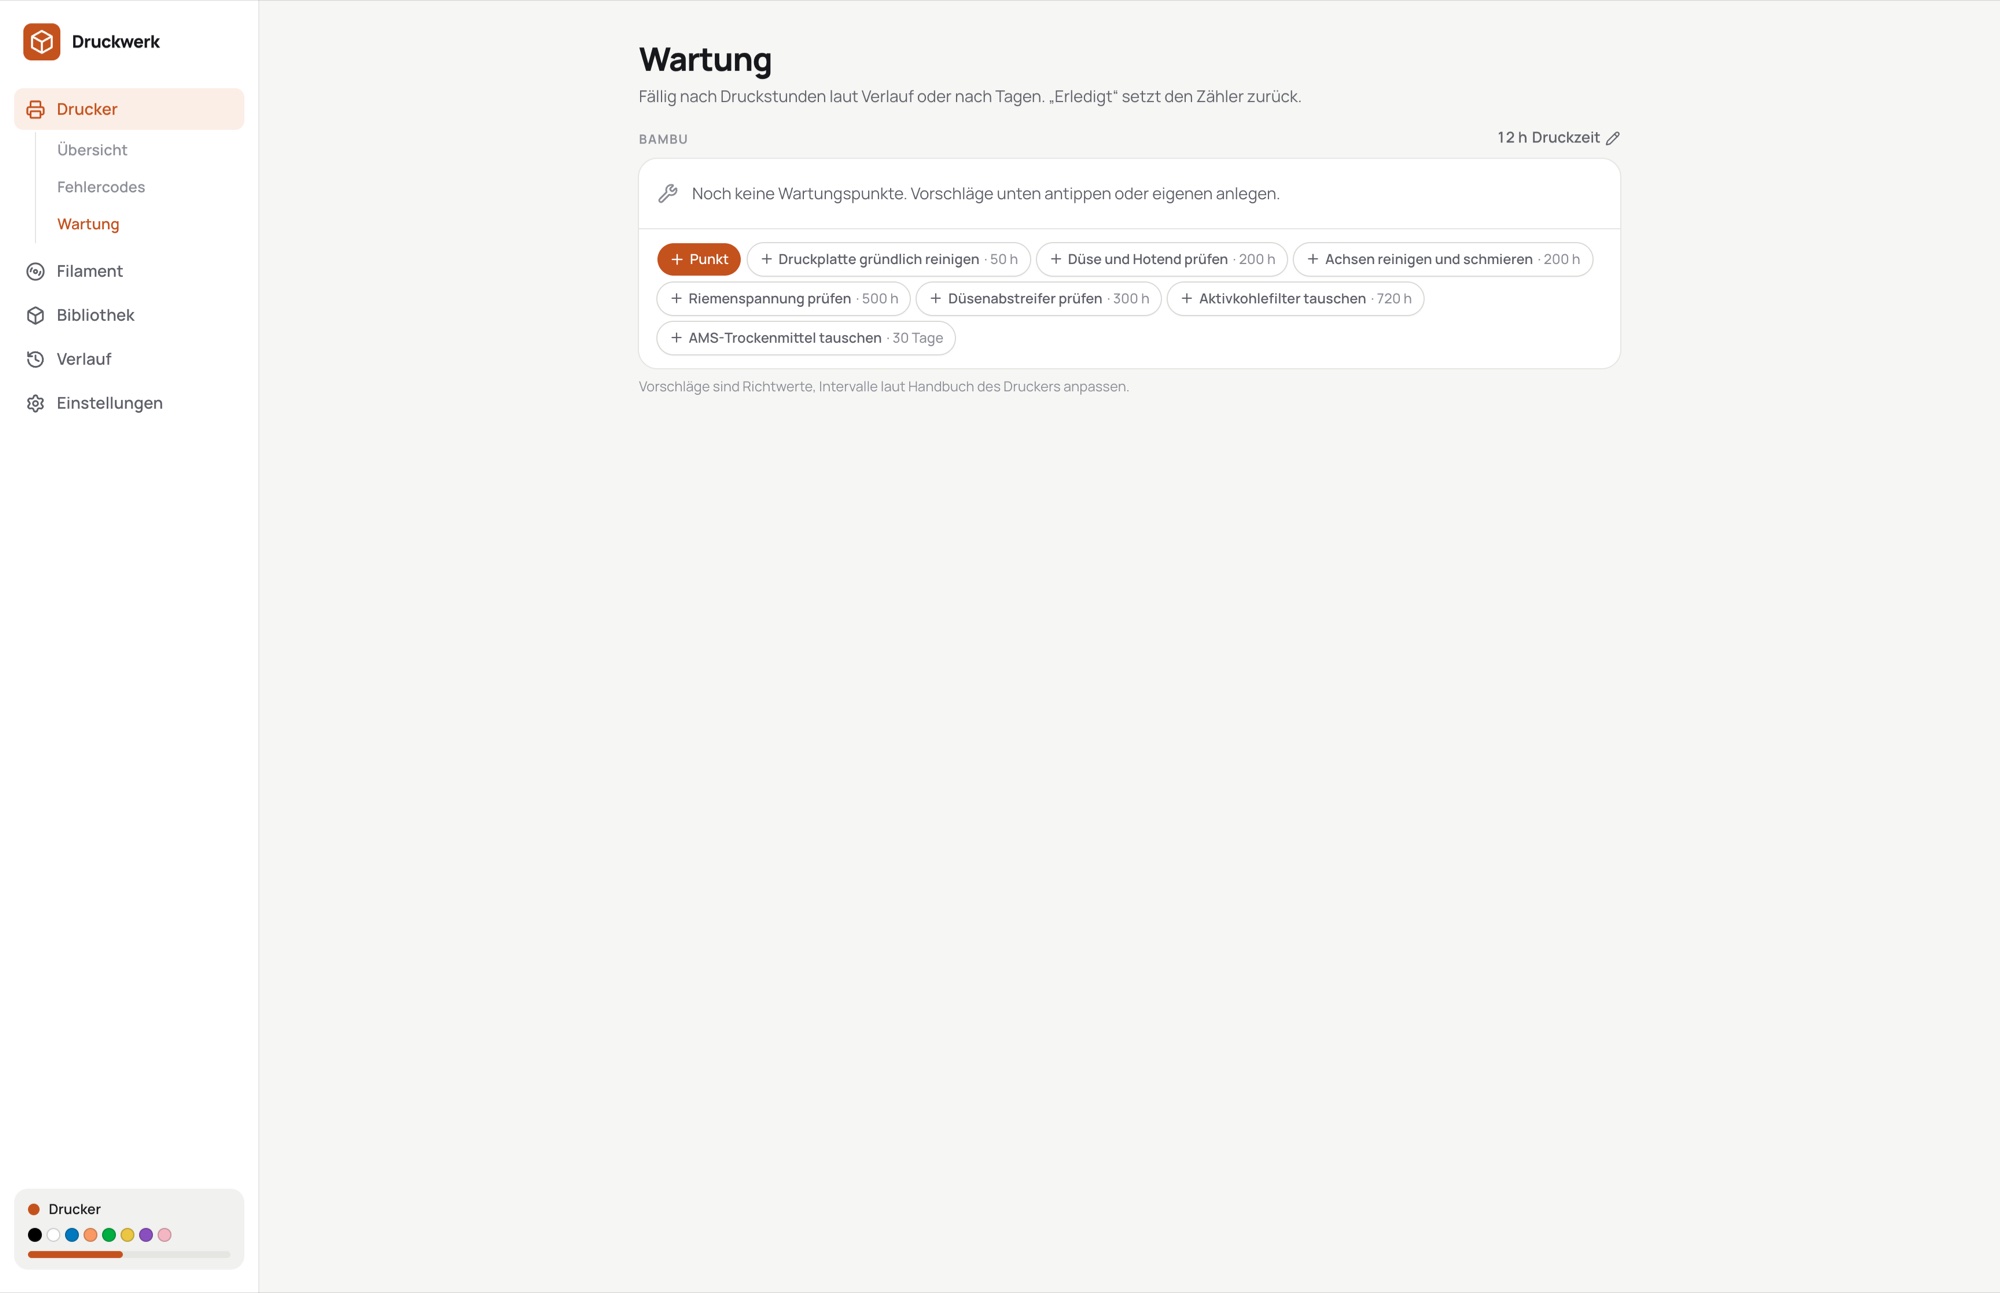 Druckwerk
Drucker
Übersicht
Fehlercodes
Wartung
Filament
Bibliothek
Verlauf
Einstellungen
Drucker
Wartung
Fällig nach Druckstunden laut Verlauf oder nach Tagen. „Erledigt“ setzt den Zähler zurück.
BAMBU
12 h Druckzeit
Noch keine Wartungspunkte. Vorschläge unten antippen oder eigenen anlegen.
+ Punkt + Druckplatte gründlich reinigen · 50 h + Düse und Hotend prüfen · 200 h + Achsen reinigen und schmieren · 200 h
+ Riemenspannung prüfen · 500 h + Düsenabstreifer prüfen · 300 h + Aktivkohlefilter tauschen · 720 h
+ AMS-Trockenmittel tauschen · 30 Tage
Vorschläge sind Richtwerte, Intervalle laut Handbuch des Druckers anpassen.